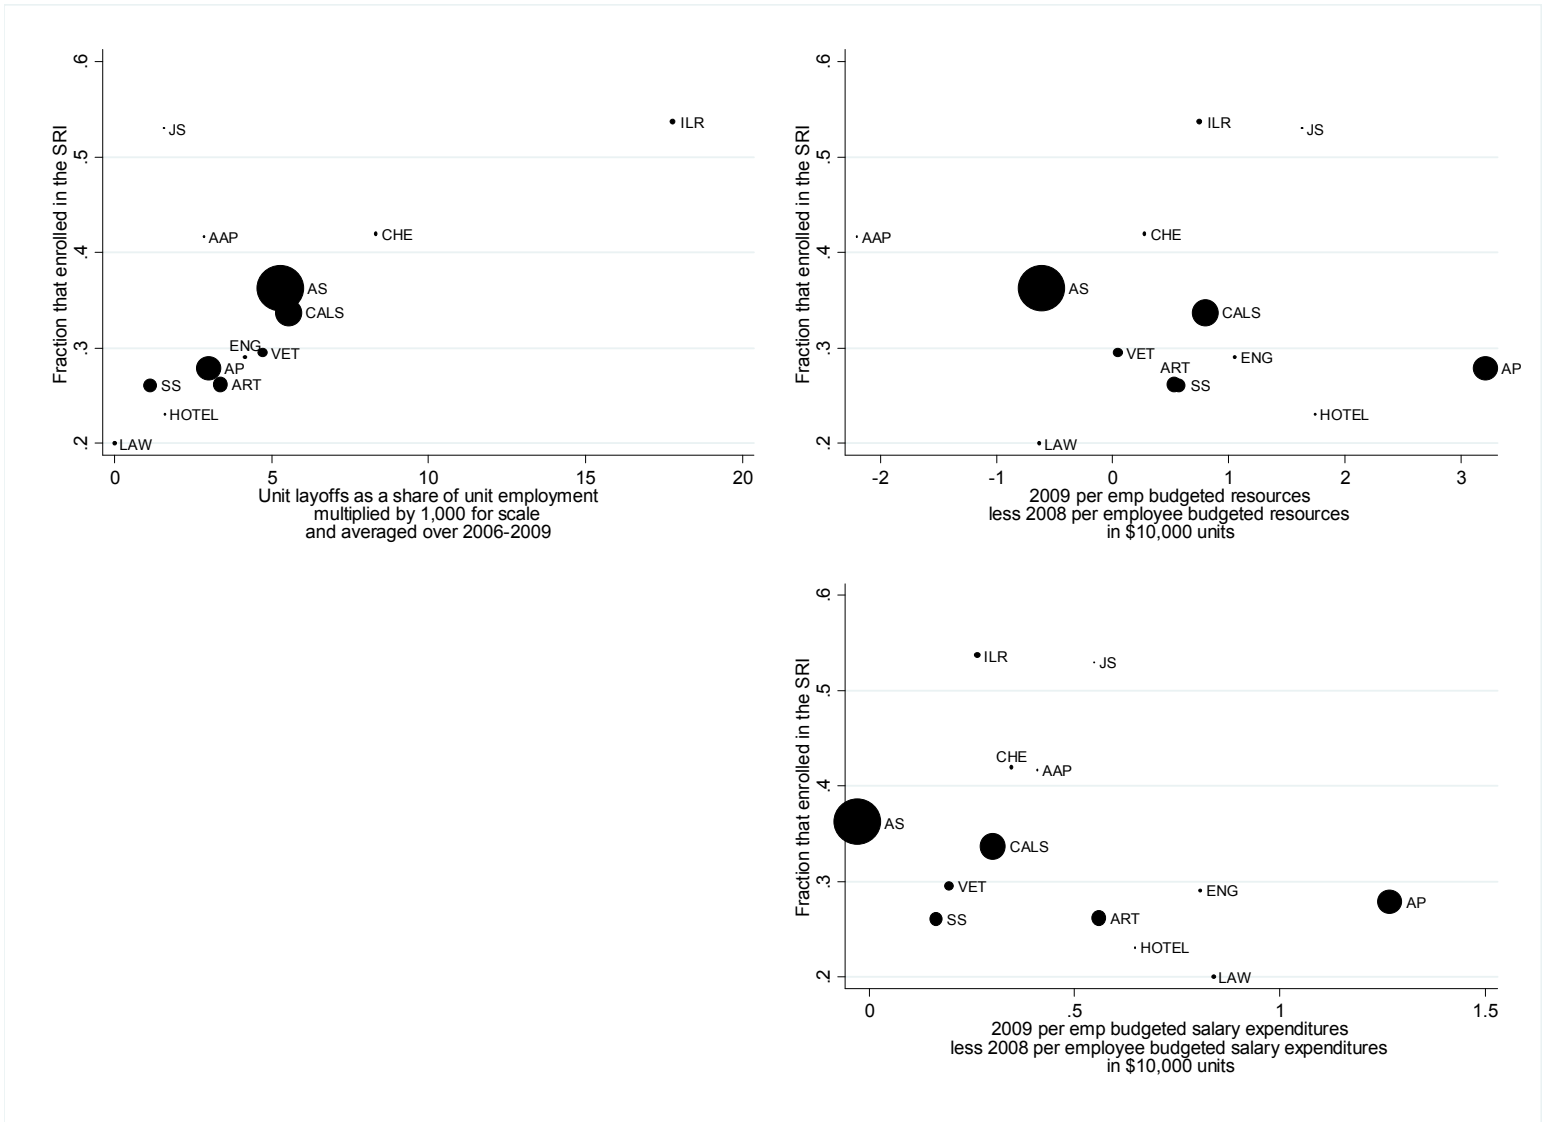 Fraction that enrolled in the SRI
.6
.5
.4
.3
.2
JS
ILR
AAP
CHE
AS
CALS
ENG
VET
AP
SS
ART
HOTEL
LAW
0 5 10 15 20
Unit layoffs as a share of unit employment
multiplied by 1,000 for scale
and averaged over 2006-2009
Fraction that enrolled in the SRI
.6
.5
.4
.3
.2
ILR
JS
AAP
CHE
AS
CALS
VET
ENG
ART
AP
SS
HOTEL
LAW
-2 -1 0 1 2 3
2009 per emp budgeted resources
less 2008 per employee budgeted resources
in $10,000 units
Fraction that enrolled in the SRI
.6
.5
.4
.3
.2
ILR
JS
CHE
AAP
AS
CALS
VET
ENG
AP
SS
ART
HOTEL
LAW
0 .5 1 1.5
2009 per emp budgeted salary expenditures
less 2008 per employee budgeted salary expenditures
in $10,000 units